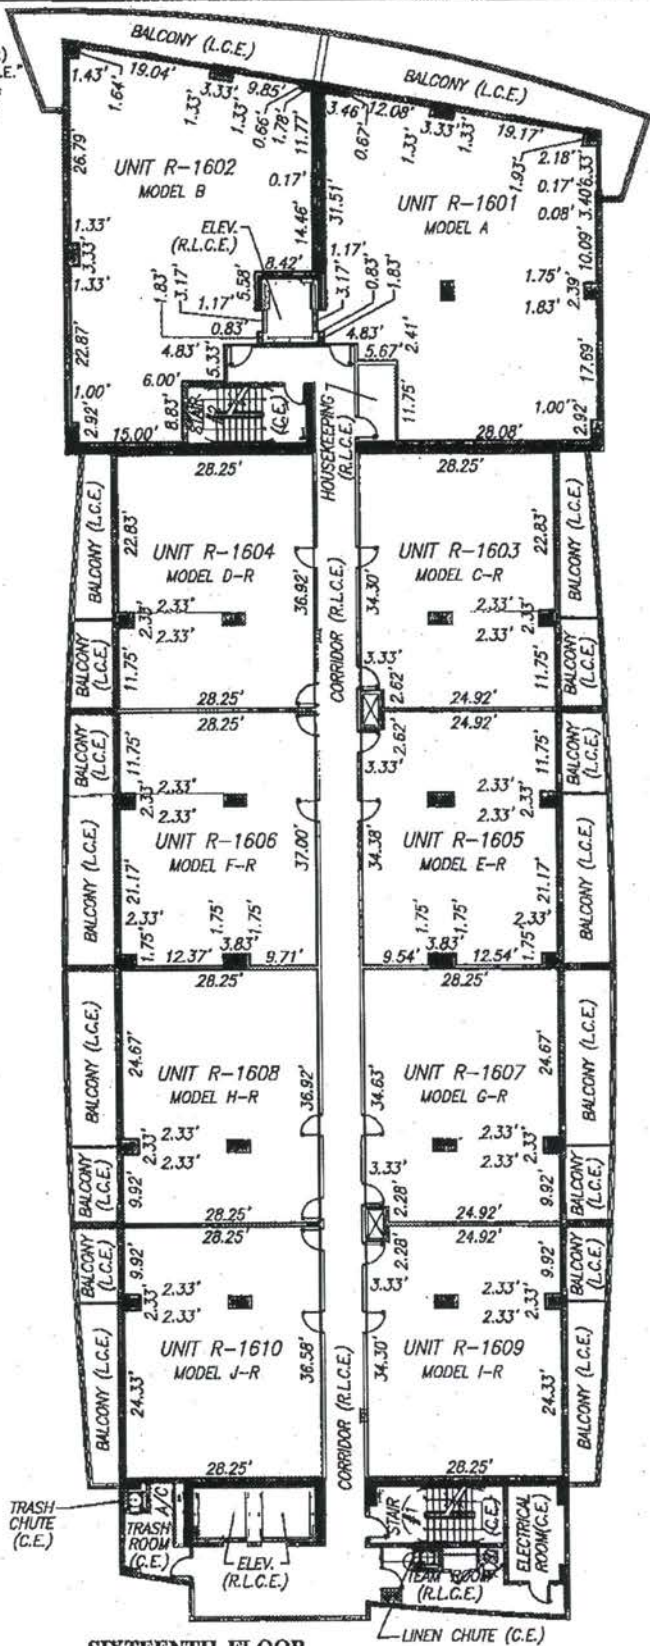 BALCONY (L.C.E.)
BALCONY (L.C.E.)
1.43'
19.04'
1.64'
3.33'
1.33'
1.33'
9.85'
0.66'
1.78'
11.77'
3.46'
12.08'
0.67'
3.33'
1.33'
1.33'
19.17'
1.93'
2.18'
6.33'
0.17'
3.40'
0.08'
26.79'
UNIT R-1602
MODEL B
0.17'
14.46'
31.51'
UNIT R-1601
MODEL A
10.09'
ELEV.
(R.L.C.E.)
1.33'
3.33'
1.33'
8.42'
5.58'
1.17'
3.17'
0.83'
1.83'
1.83'
3.17'
1.17'
0.83'
1.75'
2.39'
1.83'
22.87'
4.83'
5.33'
4.83'
2.41'
5.67'
17.69'
6.00'
1.00'
2.92'
8.83'
STAIR
#2
(C.E.)
HOUSEKEEPING
(R.L.C.E.)
11.75'
1.00'
2.92'
15.00'
28.08'
28.25'
28.25'
BALCONY (L.C.E.)
22.83'
UNIT R-1604
MODEL D-R
36.92'
CORRIDOR (R.L.C.E.)
34.30'
UNIT R-1603
MODEL C-R
22.83'
BALCONY (L.C.E.)
2.33'
2.33'
2.33'
2.33'
2.33'
2.33'
BALCONY
(L.C.E.)
11.75'
3.33'
2.62'
11.75'
BALCONY
(L.C.E.)
28.25'
24.92'
28.25'
24.92'
BALCONY
(L.C.E.)
11.75'
2.62'
3.33'
11.75'
BALCONY
(L.C.E.)
2.33'
2.33'
2.33'
2.33'
2.33'
2.33'
BALCONY (L.C.E.)
UNIT R-1606
MODEL F-R
37.00'
34.38'
UNIT R-1605
MODEL E-R
BALCONY (L.C.E.)
21.17'
21.17'
2.33'
1.75'
1.75'
1.75'
1.75'
1.75'
2.33'
1.75'
12.37'
3.83'
9.71'
9.54'
3.83'
12.54'
28.25'
28.25'
BALCONY (L.C.E.)
24.67'
UNIT R-1608
MODEL H-R
36.92'
34.63'
UNIT R-1607
MODEL G-R
24.67'
BALCONY (L.C.E.)
2.33'
2.33'
2.33'
2.33'
2.33'
2.33'
BALCONY
(L.C.E.)
9.92'
3.33'
2.28'
9.92'
BALCONY
(L.C.E.)
28.25'
24.92'
28.25'
24.92'
BALCONY
(L.C.E.)
9.92'
2.28'
3.33'
9.92'
BALCONY
(L.C.E.)
2.33'
2.33'
2.33'
2.33'
2.33'
2.33'
BALCONY (L.C.E.)
24.33'
UNIT R-1610
MODEL J-R
36.58'
CORRIDOR (R.L.C.E.)
34.30'
UNIT R-1609
MODEL I-R
24.33'
BALCONY (L.C.E.)
28.25'
28.25'
TRASH
CHUTE
(C.E.)
A/C
TRASH
ROOM
(C.E.)
ELEV.
(R.L.C.E.)
STAIR
#1
(C.E.)
ELECTRICAL
ROOM(C.E.)
TEAM ROOM
(R.L.C.E.)
LINEN CHUTE (C.E.)
SIXTEENTH FLOOR